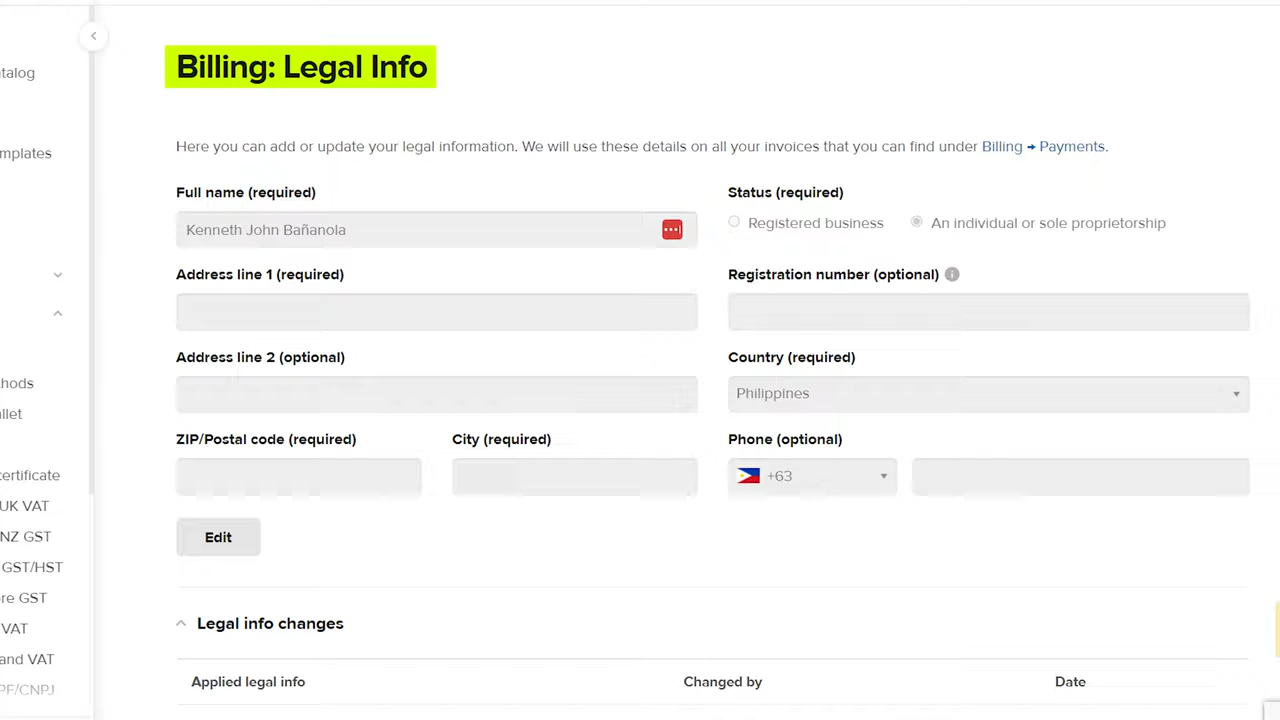 Billing: Legal Info
Here you can add or update your legal information. We will use these details on all your invoices that you can find under Billing → Payments.
Full name (required)
Kenneth John Bañanola
Status (required)
Registered business
An individual or sole proprietorship
Address line 1 (required)
Registration number (optional)
Address line 2 (optional)
Country (required)
Philippines
ZIP/Postal code (required)
City (required)
Phone (optional)
+63
Edit
Legal info changes
Applied legal info
Changed by
Date
atalog
mplates
hods
llet
certificate
UK VAT
NZ GST
GST/HST
re GST
VAT
and VAT
PF/CNPJ